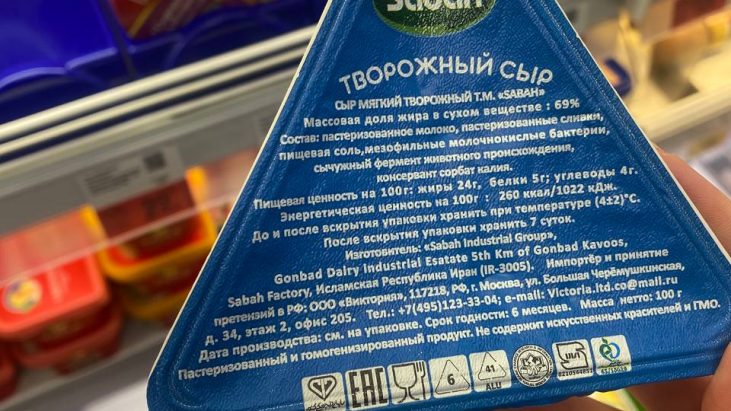 Sabah
ТВОРОЖНЫЙ СЫР
СЫР МЯГКИЙ ТВОРОЖНЫЙ Т.М. «SABAH»
Массовая доля жира в сухом веществе : 69%
Состав: пастеризованное молоко, пастеризованные сливки,
пищевая соль,мезофильные молочнокислые бактерии,
сычужный фермент животного происхождения,
консервант сорбат калия.
Пищевая ценность на 100г: жиры 24г, белки 5г; углеводы 4г.
Энергетическая ценность на 100г : 260 ккал/1022 кДж.
До и после вскрытия упаковки хранить при температуре (4±2)°С.
После вскрытия упаковки хранить 7 суток.
Изготовитель: «Sabah Industrial Group»,
Gonbad Dairy Industrial Esatate 5th Km of Gonbad Kavoos,
Sabah Factory, Исламская Республика Иран (IR-3005). Импортёр и принятие
претензий в РФ: ООО «Виктория», 117218, РФ, г. Москва, ул. Большая Черёмушкинская,
д. 34, этаж 2, офис 205. Тел.: +7(495)123-33-04; e-mail: Victoria.ltd.co@mail.ru
Дата производства: см. на упаковке. Срок годности: 6 месяцев. Масса нетто: 100 г
Пастеризованный и гомогенизированный продукт. Не содержит искусственных красителей и ГМО.
EAC
6
41
ALU